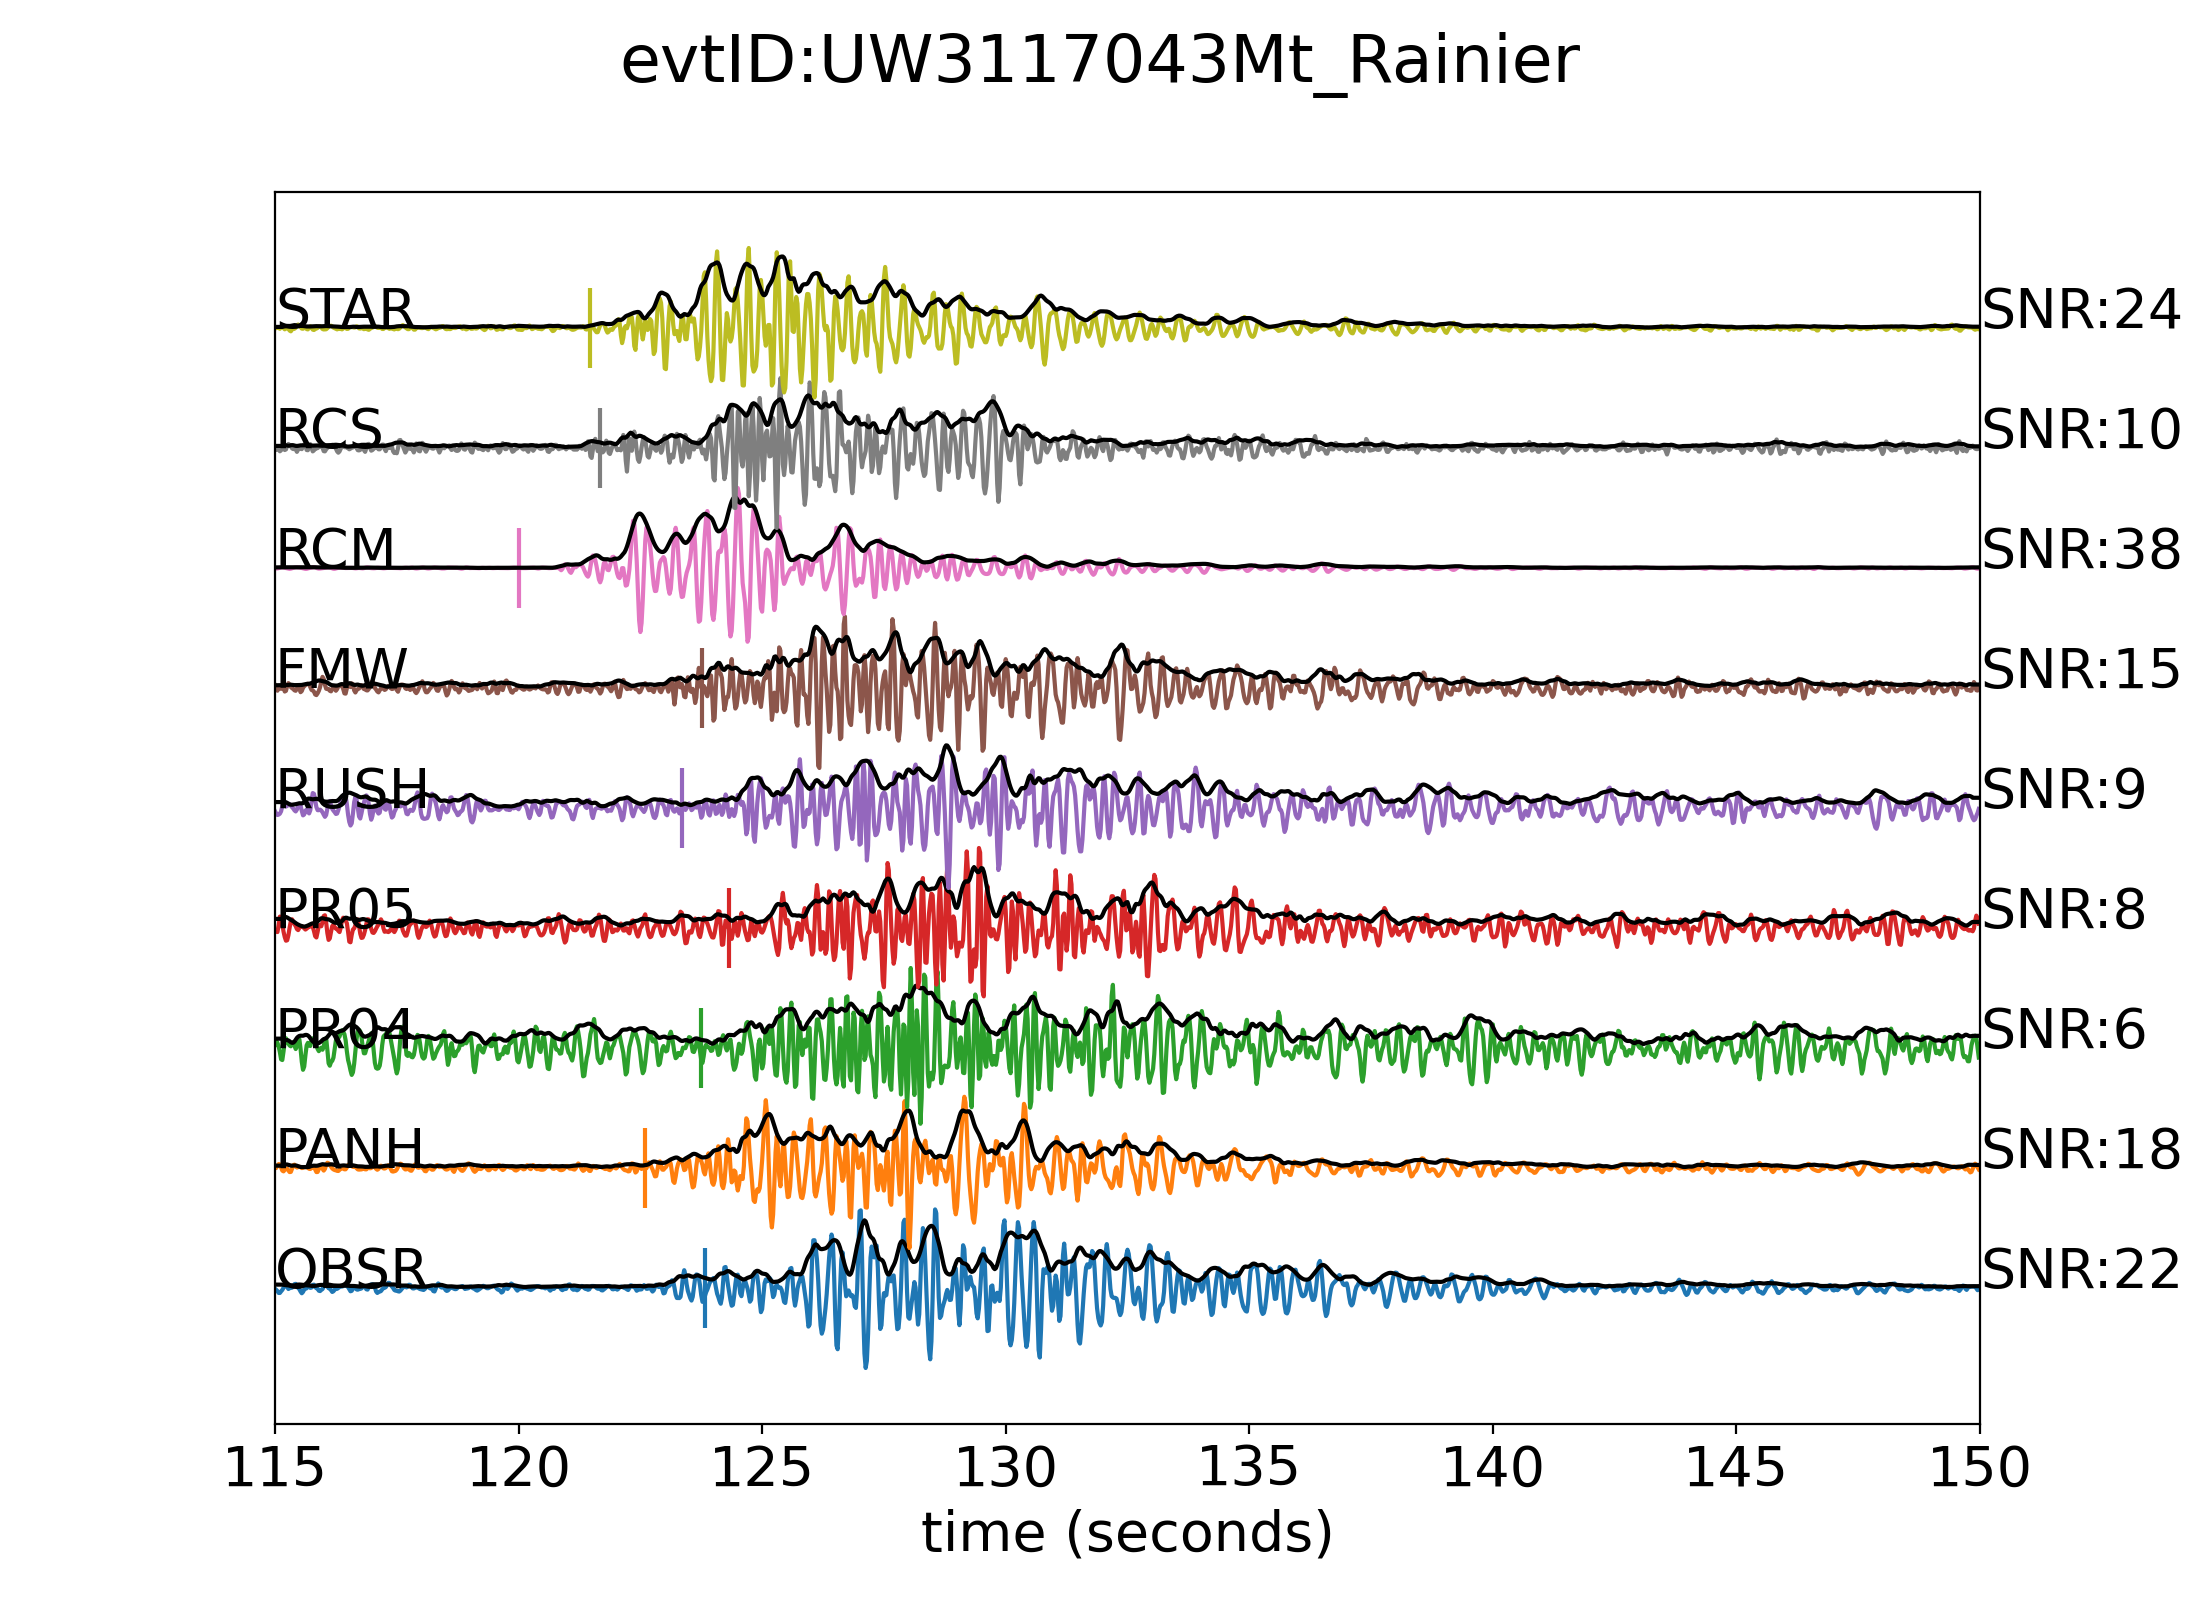 evtID:UW3117043Mt_Rainier
STAR SNR:24
RCS SNR:10
RCM SNR:38
FMW SNR:15
RUSH SNR:9
PR05 SNR:8
PR04 SNR:6
PANH SNR:18
OBSR SNR:22
115 120 125 130 135 140 145 150
time (seconds)